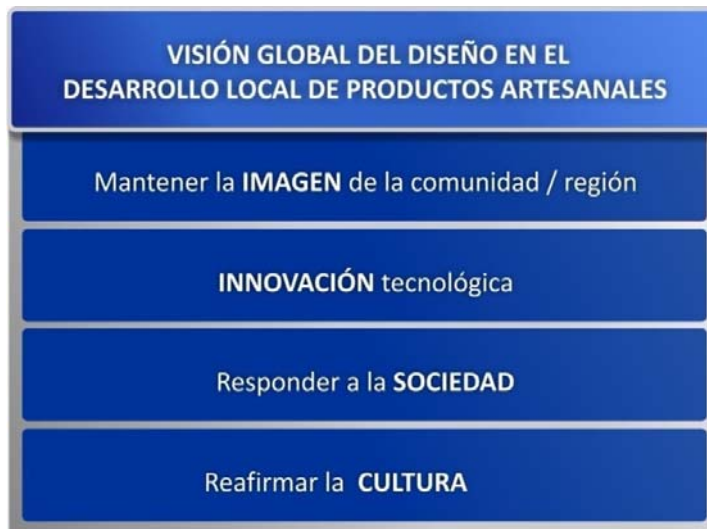 VISIÓN GLOBAL DEL DISEÑO EN EL
DESARROLLO LOCAL DE PRODUCTOS ARTESANALES
Mantener la IMAGEN de la comunidad / región
INNOVACIÓN tecnológica
Responder a la SOCIEDAD
Reafirmar la CULTURA